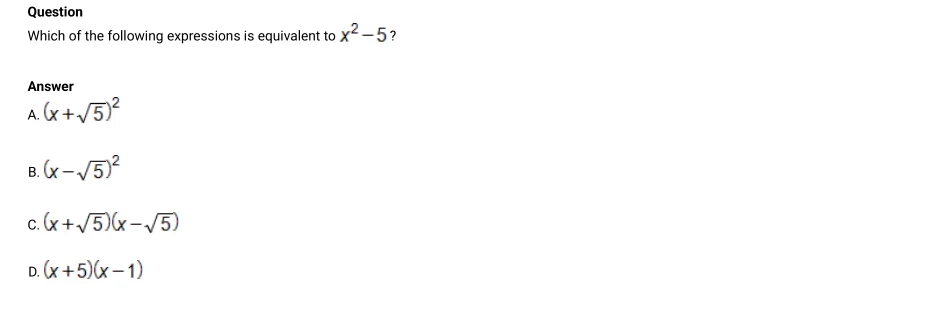 Question
Which of the following expressions is equivalent to x² – 5?
Answer
A. (x + √5)²
B. (x – √5)²
C. (x + √5)(x – √5)
D. (x + 5)(x – 1)